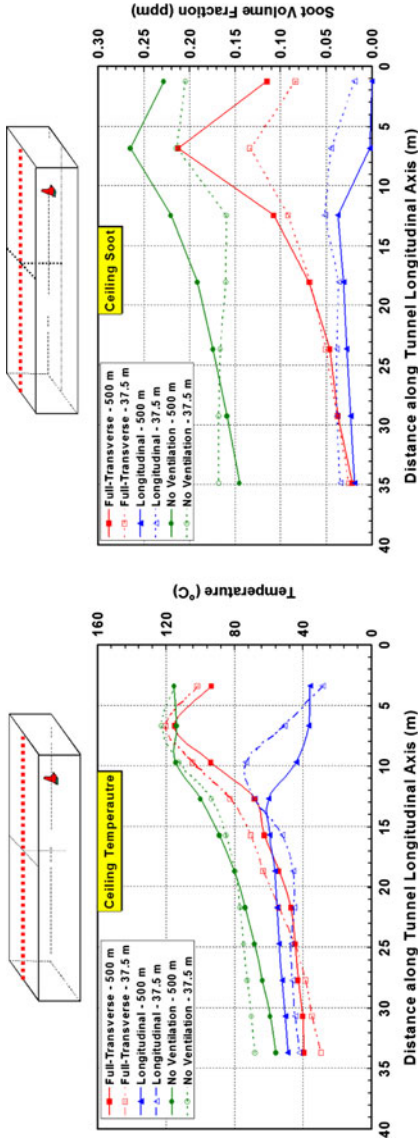 Ceiling Temperautre
Full-Transverse - 500 m
Full-Transverse - 37.5 m
Longitudinal - 500 m
Longitudinal - 37.5 m
No Ventilation - 500 m
No Ventilation - 37.5 m
160
120
80
40
0
Temperature (°C)
40
35
30
25
20
15
10
5
0
Distance along Tunnel Longitudinal Axis (m)
Ceiling Soot
Full-Transverse - 500 m
Full-Transverse - 37.5 m
Longitudinal - 500 m
Longitudinal - 37.5 m
No Ventilation - 500 m
No Ventilation - 37.5 m
0.30
0.25
0.20
0.15
0.10
0.05
0.00
Soot Volume Fraction (ppm)
40
35
30
25
20
15
10
5
0
Distance along Tunnel Longitudinal Axis (m)